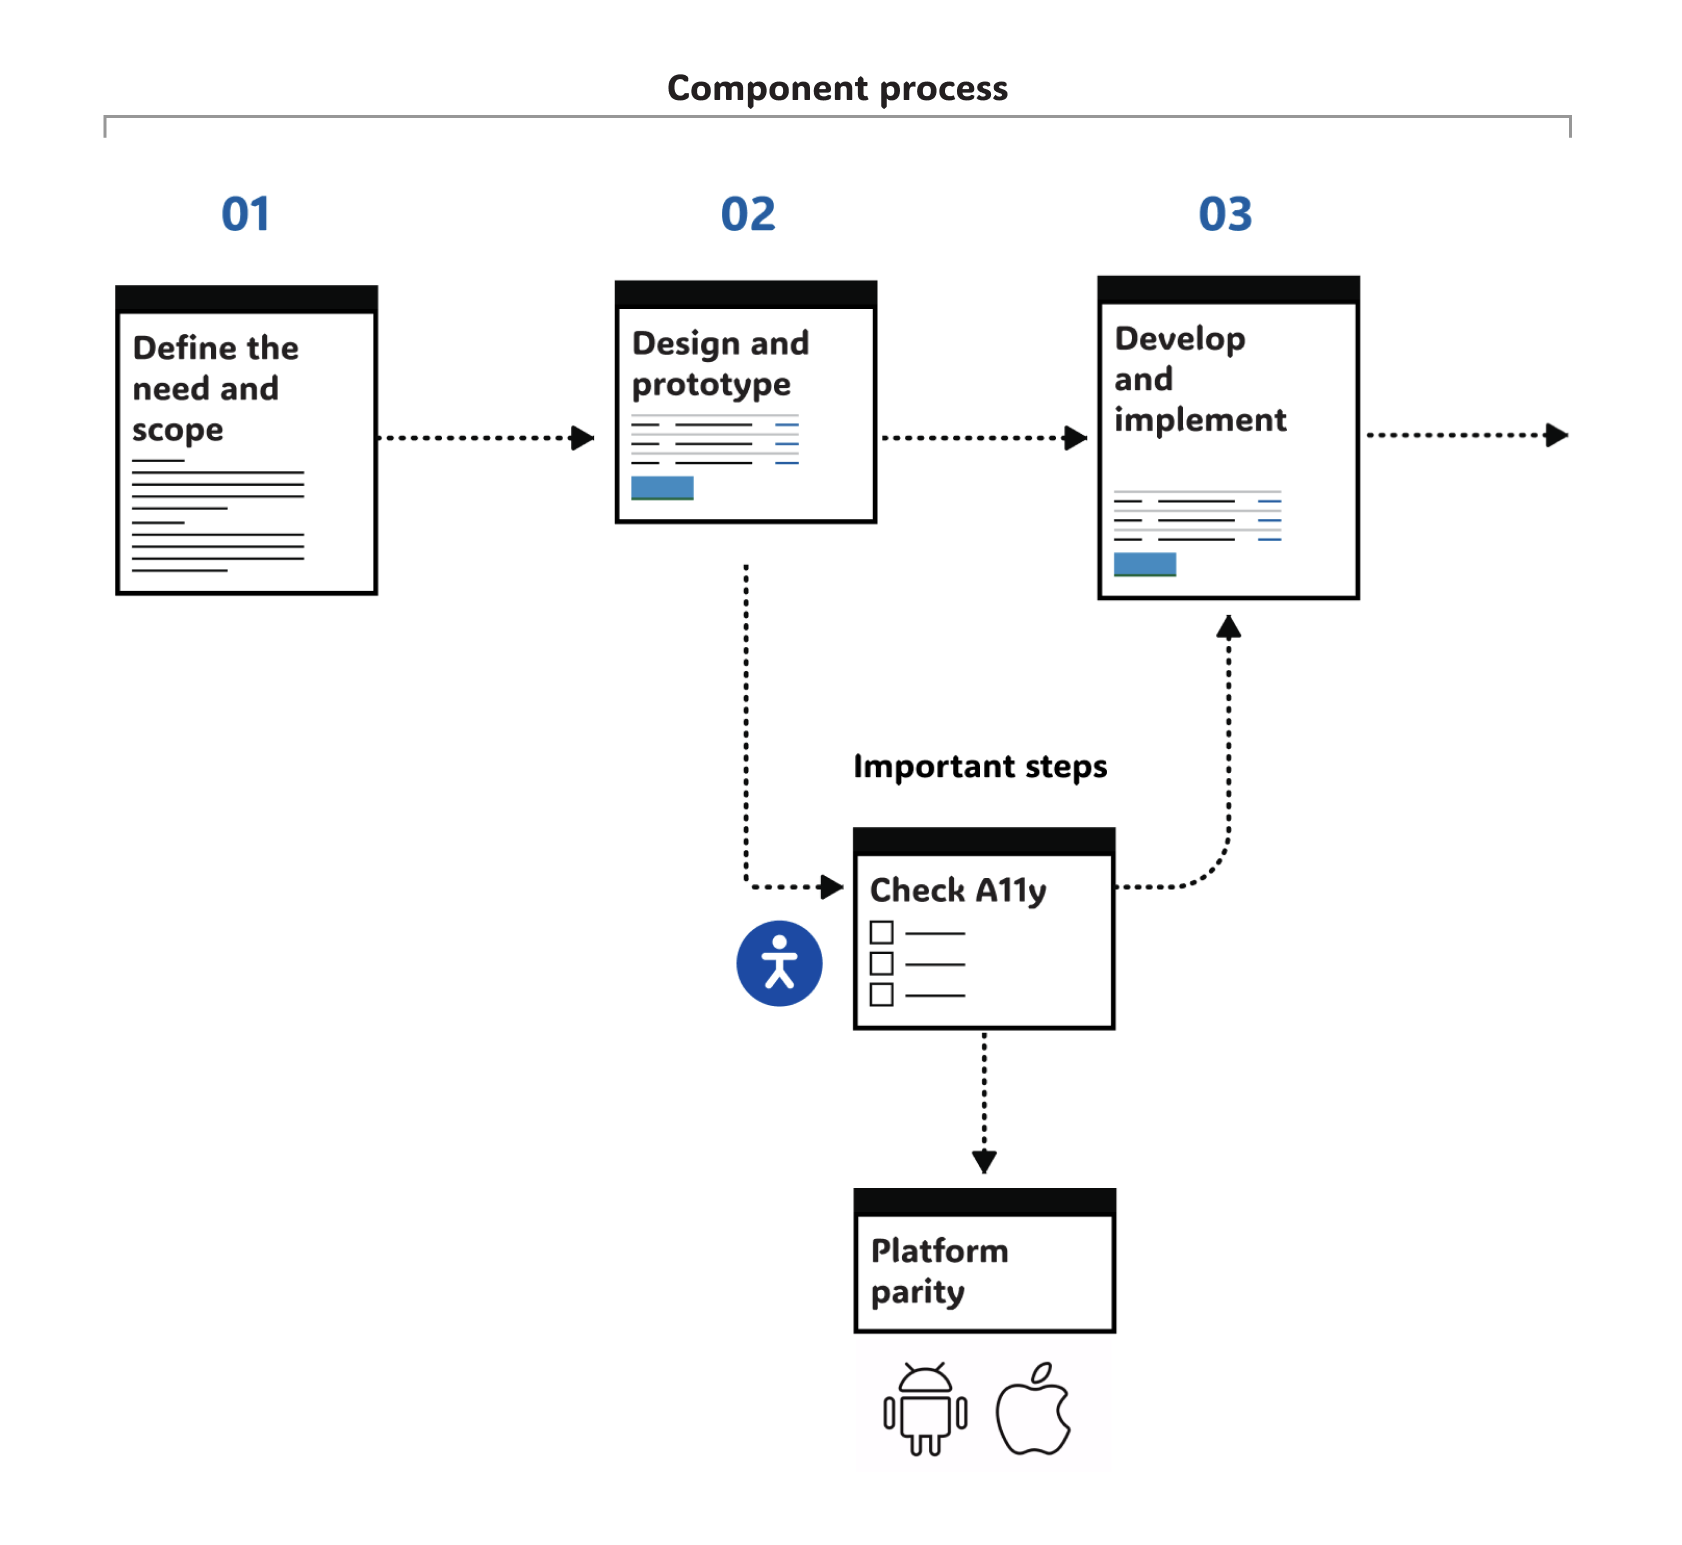 Component process
01
02
03
Define the
need and
scope
Design and
prototype
Develop
and
implement
Important steps
Check A11y
Platform
parity